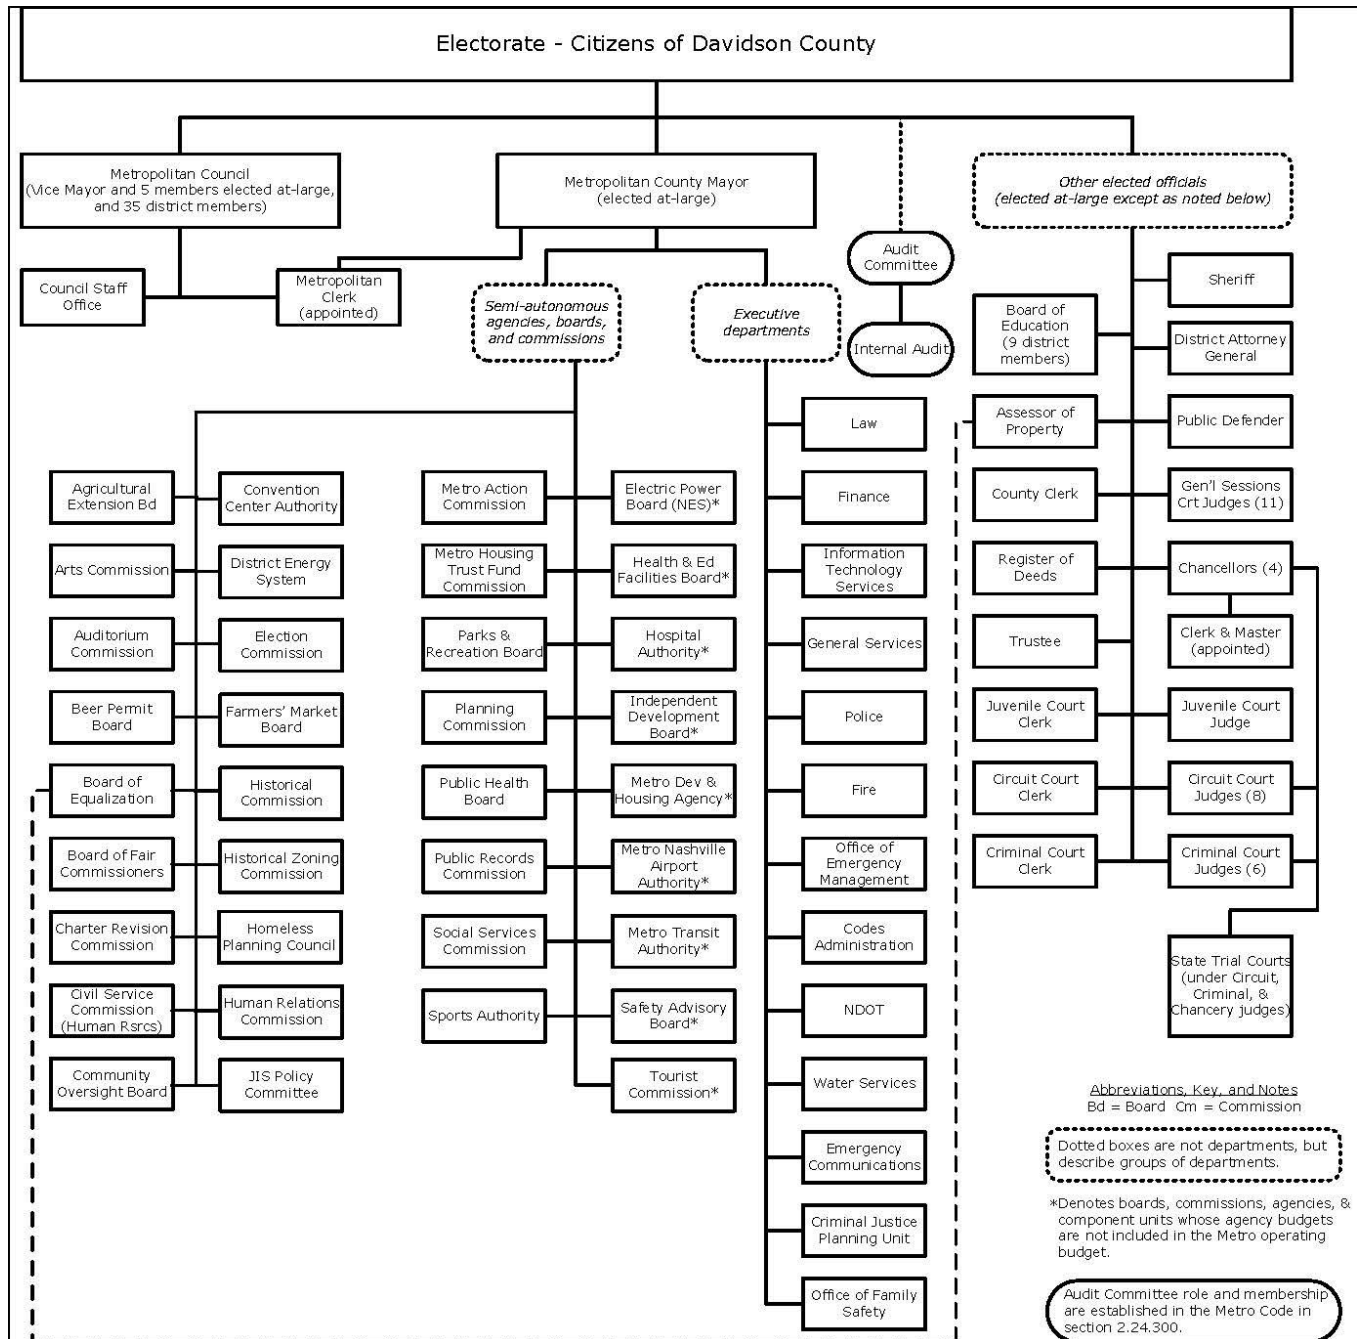 Electorate - Citizens of Davidson County
Metropolitan Council
(Vice Mayor and 5 members elected at-large,
and 35 district members)
Metropolitan County Mayor
(elected at-large)
Other elected officials
(elected at-large except as noted below)
Council Staff
Office
Metropolitan
Clerk
(appointed)
Semi-autonomous
agencies, boards,
and commissions
Executive
departments
Audit
Committee
Internal Audit
Agricultural
Extension Bd
Arts Commission
Auditorium
Commission
Beer Permit
Board
Board of
Equalization
Board of Fair
Commissioners
Charter Revision
Commission
Civil Service
Commission
(Human Rsrcs)
Community
Oversight Board
Convention
Center Authority
District Energy
System
Election
Commission
Farmers' Market
Board
Historical
Commission
Historical Zoning
Commission
Homeless
Planning Council
Human Relations
Commission
JIS Policy
Committee
Metro Action
Commission
Metro Housing
Trust Fund
Commission
Parks &
Recreation Board
Planning
Commission
Public Health
Board
Public Records
Commission
Social Services
Commission
Sports Authority
Electric Power
Board (NES)*
Health & Ed
Facilities Board*
Hospital
Authority*
Independent
Development
Board*
Metro Dev &
Housing Agency*
Metro Nashville
Airport
Authority*
Metro Transit
Authority*
Safety Advisory
Board*
Tourist
Commission*
Law
Finance
Information
Technology
Services
General Services
Police
Fire
Office of
Emergency
Management
Codes
Administration
NDOT
Water Services
Emergency
Communications
Criminal Justice
Planning Unit
Office of Family
Safety
Board of
Education
(9 district
members)
Assessor of
Property
County Clerk
Register of
Deeds
Trustee
Juvenile Court
Clerk
Circuit Court
Clerk
Criminal Court
Clerk
Sheriff
District Attorney
General
Public Defender
Gen'l Sessions
Crt Judges (11)
Chancellors (4)
Clerk & Master
(appointed)
Juvenile Court
Judge
Circuit Court
Judges (8)
Criminal Court
Judges (6)
State Trial Courts
(under Circuit,
Criminal, &
Chancery judges)
Abbreviations, Key, and Notes
Bd = Board Cm = Commission
Dotted boxes are not departments, but
describe groups of departments.
*Denotes boards, commissions, agencies, &
component units whose agency budgets
are not included in the Metro operating
budget.
Audit Committee role and membership
are established in the Metro Code in
section 2.24.300.